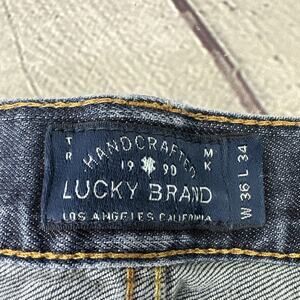 HANDCRAFTED
TR MK
19 90
LUCKY BRAND
LOS ANGELES CALIFORNIA
W 36 L 34